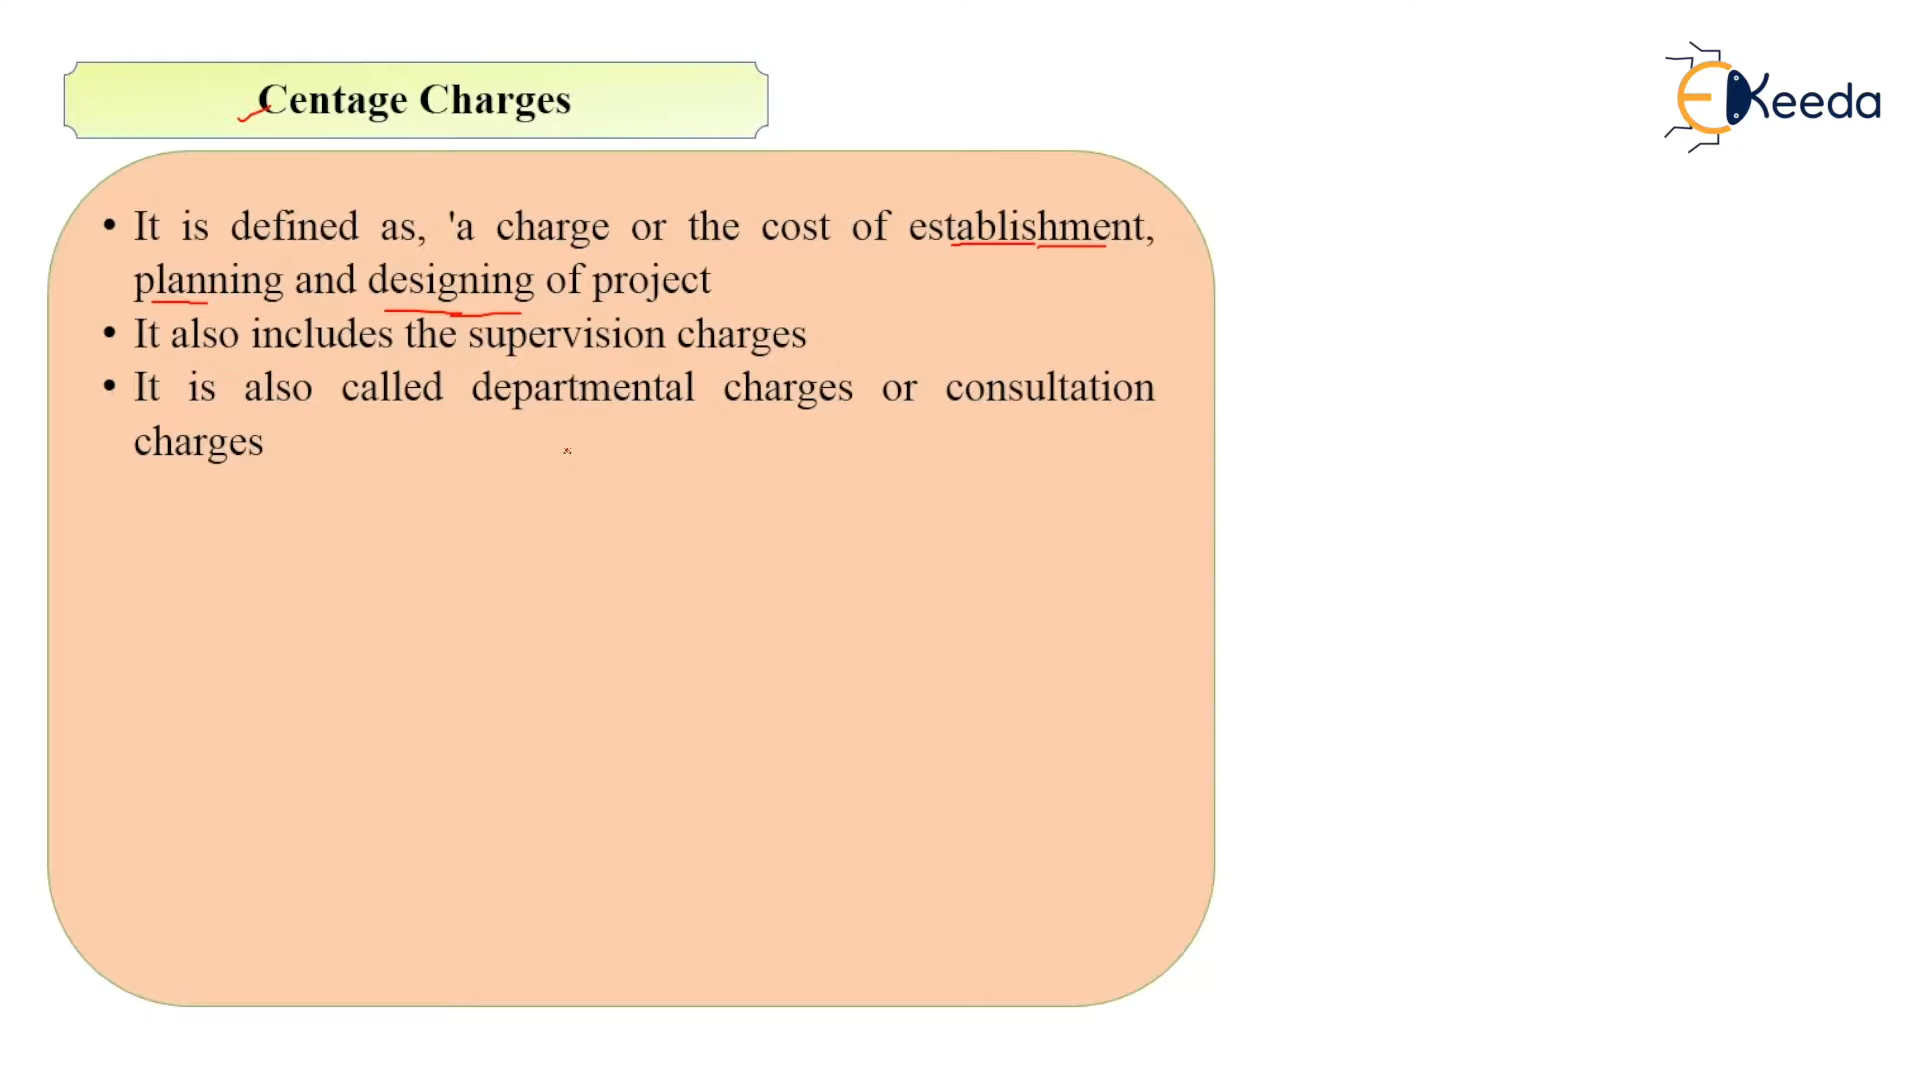 Centage Charges
EKeeda
• It is defined as, 'a charge or the cost of establishment,
planning and designing of project
• It also includes the supervision charges
• It is also called departmental charges or consultation
charges